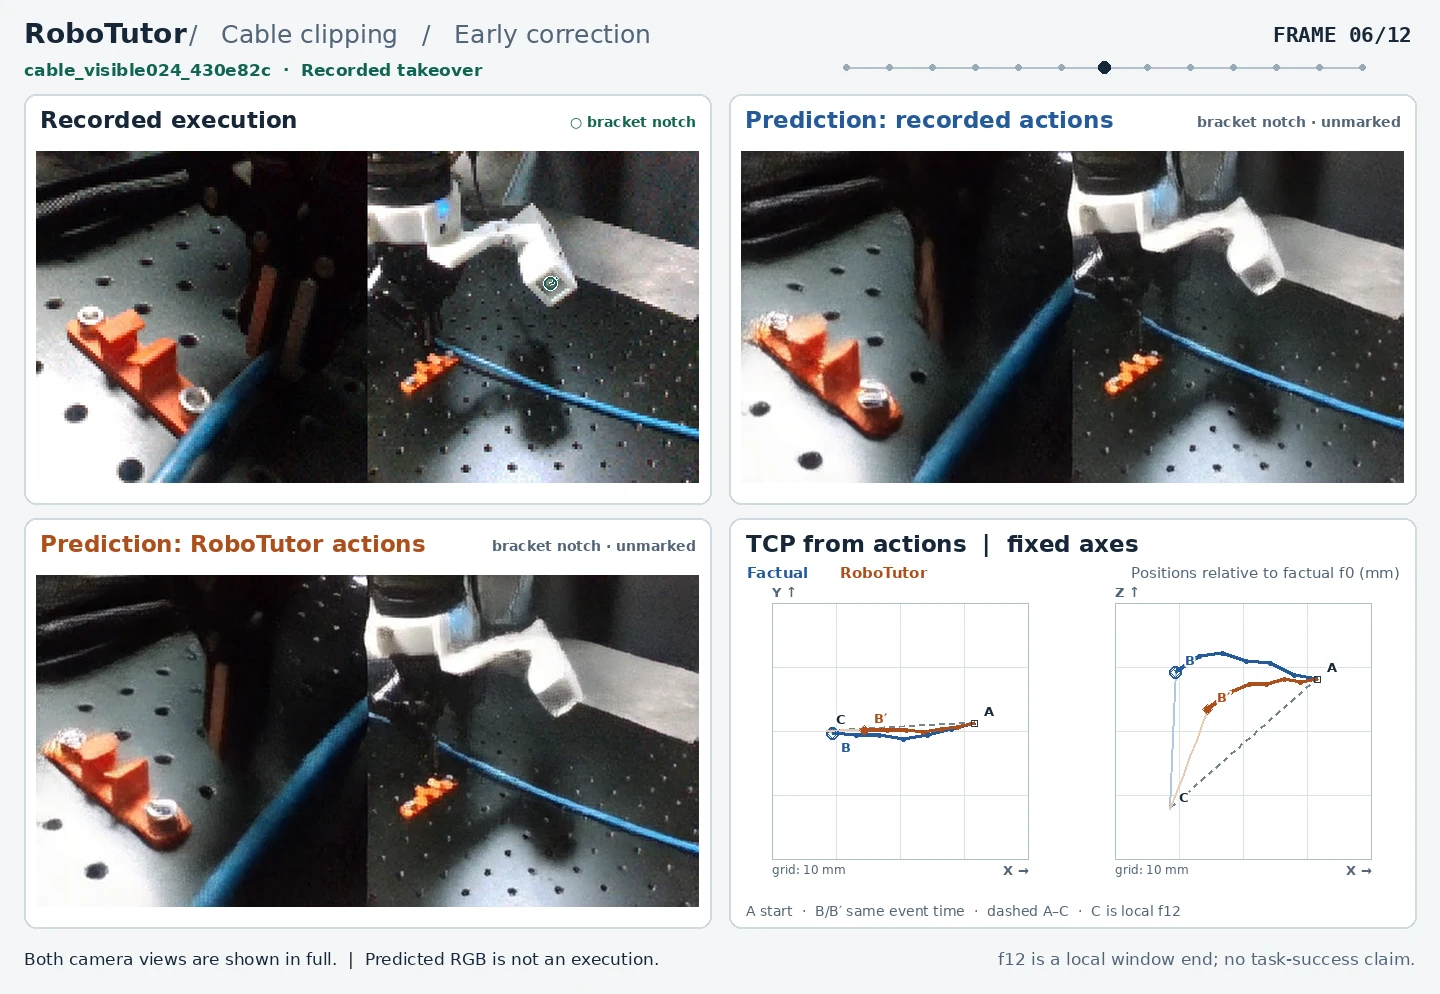 RoboTutor / Cable clipping / Early correction
FRAME 06/12
cable_visible024_430e82c · Recorded takeover
Recorded execution
○ bracket notch
Prediction: recorded actions
bracket notch · unmarked
Prediction: RoboTutor actions
bracket notch · unmarked
TCP from actions | fixed axes
Factual RoboTutor
Positions relative to factual f0 (mm)
Y ↑
C
B′
A
B
grid: 10 mm
X →
Z ↑
B
B′
A
C
grid: 10 mm
X →
A start · B/B′ same event time · dashed A–C · C is local f12
Both camera views are shown in full. | Predicted RGB is not an execution.
f12 is a local window end; no task-success claim.